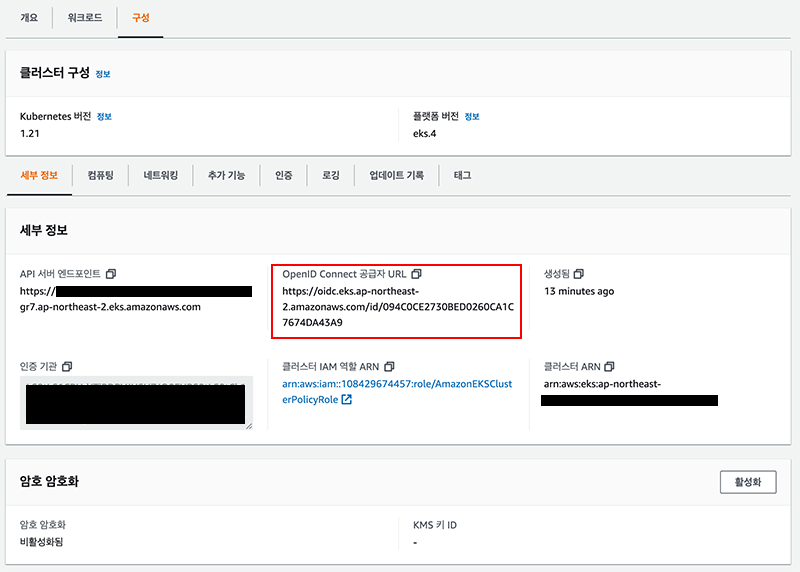 개요 워크로드 구성
클러스터 구성 정보
Kubernetes 버전 정보
1.21
플랫폼 버전 정보
eks.4
세부 정보 컴퓨팅 네트워킹 추가 기능 인증 로깅 업데이트 기록 태그
세부 정보
API 서버 엔드포인트
https://
gr7.ap-northeast-2.eks.amazonaws.com
OpenID Connect 공급자 URL
https://oidc.eks.ap-northeast-
2.amazonaws.com/id/094C0CE2730BED0260CA1C
7674DA43A9
생성됨
13 minutes ago
인증 기관
클러스터 IAM 역할 ARN
arn:aws:iam::108429674457:role/AmazonEKSClust
erPolicyRole
클러스터 ARN
arn:aws:eks:ap-northeast-
암호 암호화
활성화
암호 암호화
비활성화됨
KMS 키 ID
-